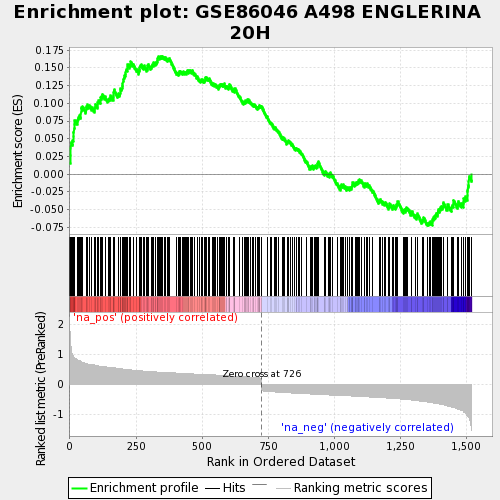 Enrichment plot: GSE86046 A498 ENGLERINA
20H
Enrichment score (ES)
0.175
0.150
0.125
0.100
0.075
0.050
0.025
0.000
-0.025
-0.050
-0.075
'na_pos' (positively correlated)
Ranked list metric (PreRanked)
2
1
0
-1
Zero cross at 726
'na_neg' (negatively correlated)
0
250
500
750
1,000
1,250
1,500
Rank in Ordered Dataset
Enrichment profile
Hits
Ranking metric scores